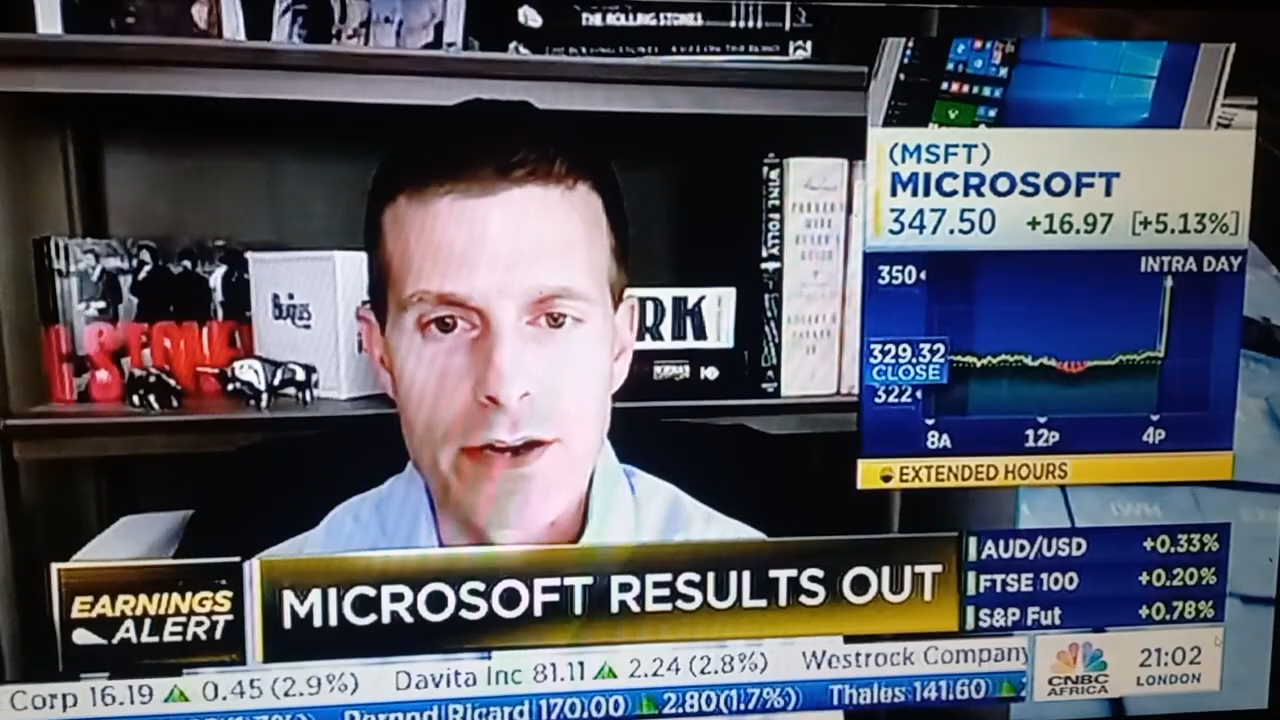 THE ROLLING STONES
(MSFT)
MICROSOFT
347.50 +16.97 [+5.13%]
INTRA DAY
350
329.32
CLOSE
322
8A 12P 4P
EXTENDED HOURS
WINE FOLLY
RK
AUD/USD +0.33%
FTSE 100 +0.20%
S&P Fut +0.78%
EARNINGS
ALERT
MICROSOFT RESULTS OUT
Corp 16.19 ▲ 0.45 (2.9%) Davita Inc 81.11 ▲ 2.24 (2.8%) Westrock Company
Pernod Ricard 170.00 ▲ 2.80(1.7%) Thales 141.60 ▲
CNBC
AFRICA
21:02
LONDON